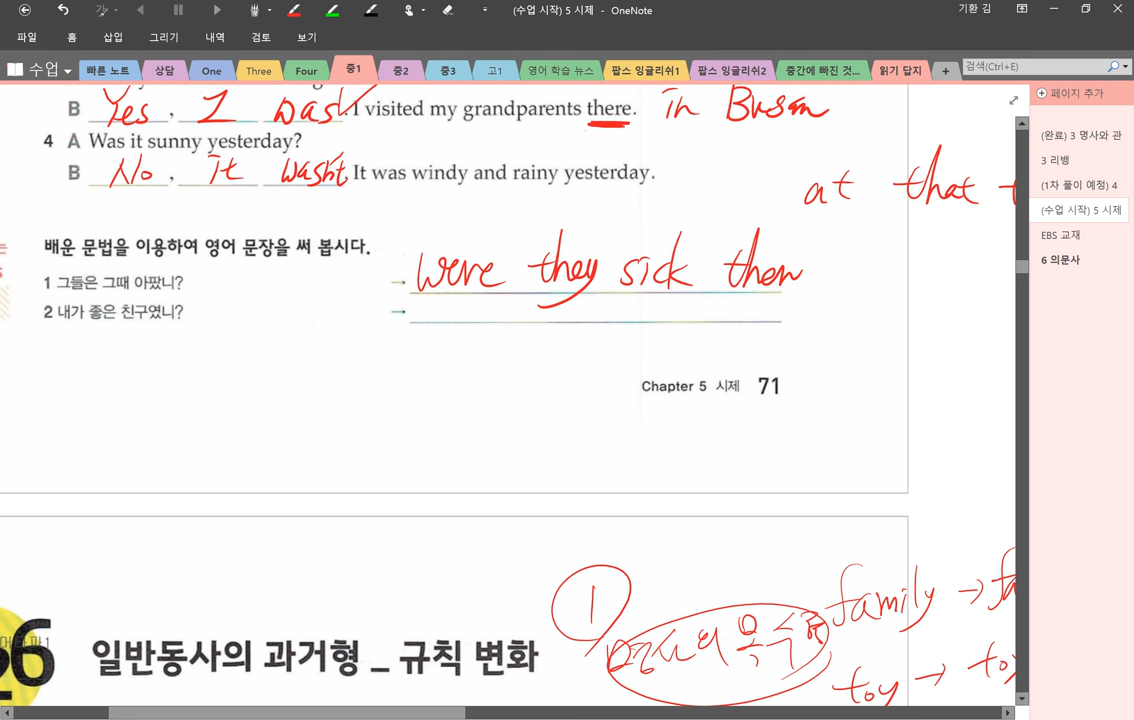 (수업 시작) 5 시제 - OneNote
기환 김
파일 홈 삽입 그리기 내역 검토 보기
수업 빠른 노트 상담 One Three Four 중1 중2 중3 고1 영어 학습 뉴스 팝스 잉글리쉬1 팝스 잉글리쉬2 중간에 빠진 것... 읽기 답지 + 검색(Ctrl+E)
페이지 추가
(완료) 3 명사와 관
3 리뱅
(1차 풀이 예정) 4
(수업 시작) 5 시제
EBS 교재
6 의문사
B Yes, I was. I visited my grandparents there. in Busan
4 A Was it sunny yesterday?
B No, it wasn't. It was windy and rainy yesterday.
at that
배운 문법을 이용하여 영어 문장을 써 봅시다.
1 그들은 그때 아팠니? → were they sick then
2 내가 좋은 친구였니? →
Chapter 5 시제 71
1
family →
6 일반동사의 과거형 _ 규칙 변화
명사의 복수형
toy →